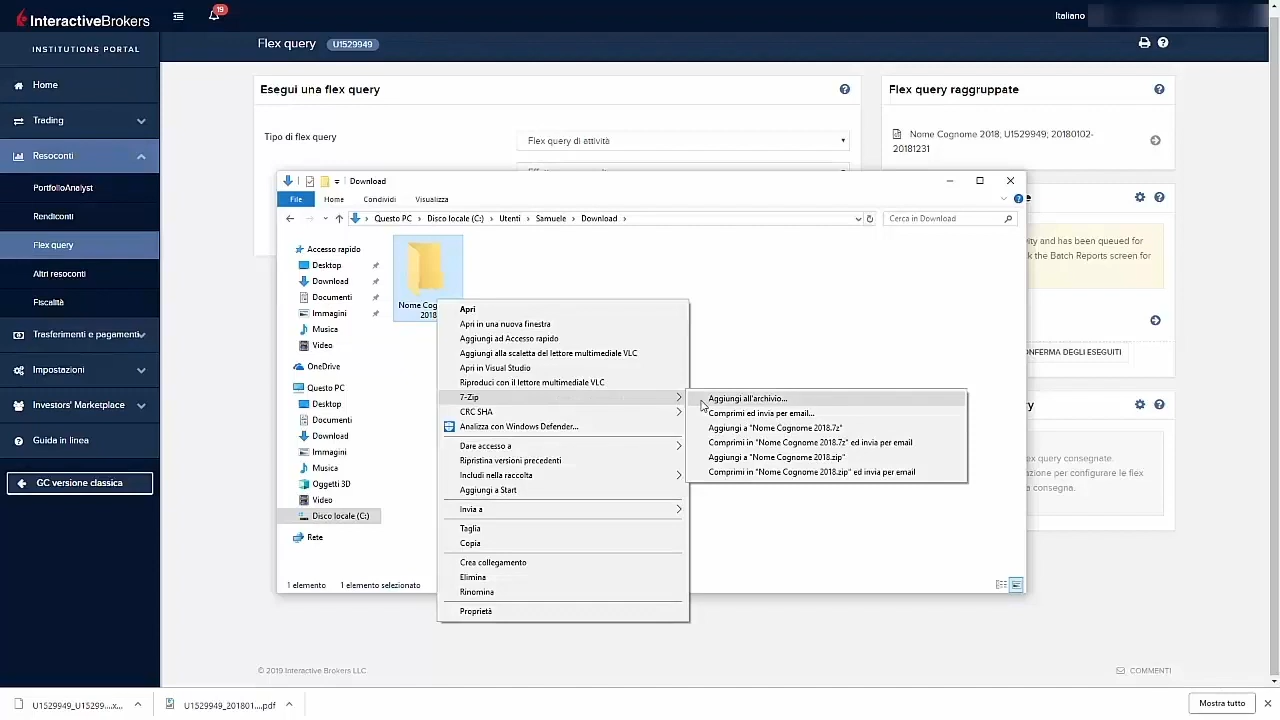 InteractiveBrokers
19
Italiano
INSTITUTIONS PORTAL
Flex query U1529949
Home
Trading
Resoconti
PortfolioAnalyst
Rendiconti
Flex query
Altri resoconti
Fiscalità
Trasferimenti e pagamenti
Impostazioni
Investors' Marketplace
Guida in linea
GC versione classica
Esegui una flex query
Tipo di flex query
Flex query di attività
Flex query raggruppate
Nome Cognome 2018; U1529949; 20180102-
20181231
ity and has been queued for
k the Batch Reports screen for
ONFERMA DEGLI ESEGUITI
ex query consegnate.
azione per configurare le flex
a consegna.
Download
File Home Condividi Visualizza
Questo PC Disco locale (C:) Utenti Samuele Download
Cerca in Download
Accesso rapido
Desktop
Download
Documenti
Immagini
Musica
Video
OneDrive
Questo PC
Desktop
Documenti
Download
Immagini
Musica
Oggetti 3D
Video
Disco locale (C:)
Rete
Nome Cog
2018
1 elemento 1 elemento selezionato
Apri
Apri in una nuova finestra
Aggiungi ad Accesso rapido
Aggiungi alla scaletta del lettore multimediale VLC
Apri in Visual Studio
Riproduci con il lettore multimediale VLC
7-Zip
CRC SHA
Analizza con Windows Defender...
Dare accesso a
Ripristina versioni precedenti
Includi nella raccolta
Aggiungi a Start
Invia a
Taglia
Copia
Crea collegamento
Elimina
Rinomina
Proprietà
Aggiungi all'archivio...
Comprimi ed invia per email...
Aggiungi a "Nome Cognome 2018.7z"
Comprimi in "Nome Cognome 2018.7z" ed invia per email
Aggiungi a "Nome Cognome 2018.zip"
Comprimi in "Nome Cognome 2018.zip" ed invia per email
© 2019 Interactive Brokers LLC
COMMENTI
U1529949_U15299....x...
U1529949_201801....pdf
Mostra tutto